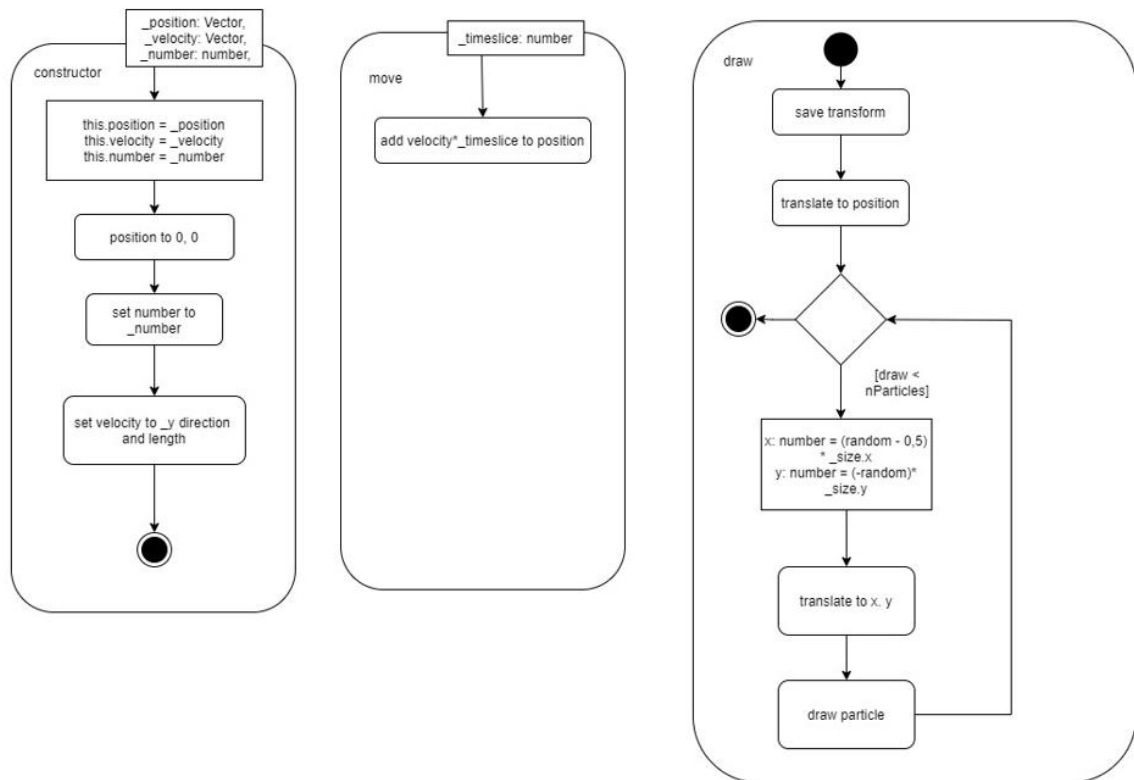 _position: Vector,
_velocity: Vector,
_number: number,
constructor
this.position = _position
this.velocity = _velocity
this.number = _number
position to 0, 0
set number to
_number
set velocity to _y direction
and length
_timeslice: number
move
add velocity*_timeslice to position
draw
save transform
translate to position
[draw <
nParticles]
x: number = (random - 0,5)
* _size.x
y: number = (-random)*
_size.y
translate to x. y
draw particle